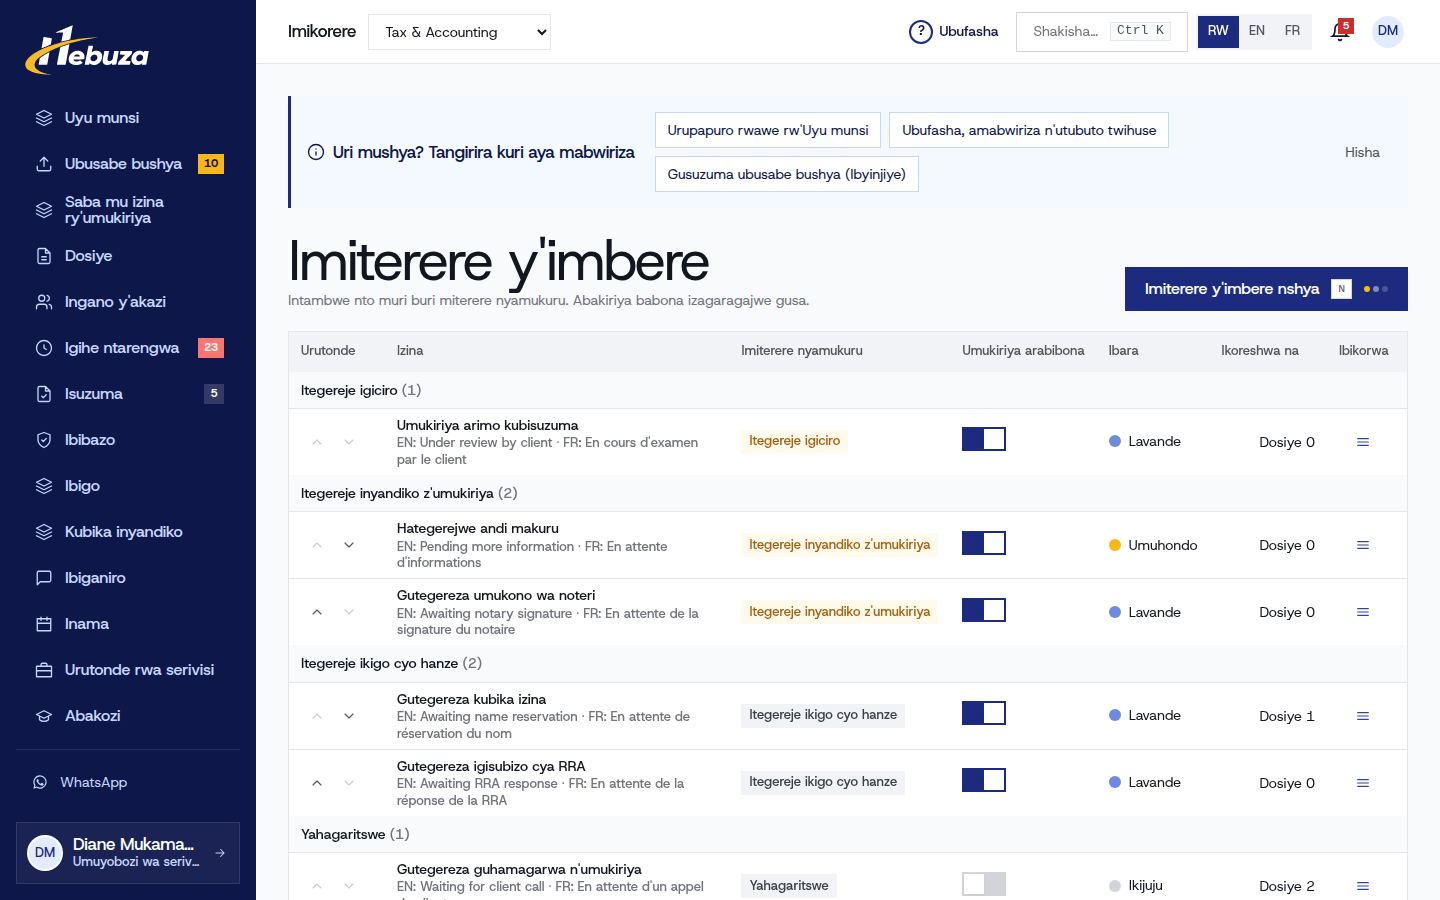 Hebuza
Uyu munsi
Ubusabe bushya 10
Saba mu izina
ry'umukiriya
Dosiye
Ingano y'akazi
Igihe ntarengwa 23
Isuzuma 5
Ibibazo
Ibigo
Kubika inyandiko
Ibiganiro
Inama
Urutonde rwa serivisi
Abakozi
WhatsApp
DM Diane Mukama...
Umuyobozi wa seriv...
Imikorere Tax & Accounting ? Ubufasha Shakisha... Ctrl K RW EN FR 5 DM
Uri mushya? Tangirira kuri aya mabwiriza
Urupapuro rwawe rw'Uyu munsi
Ubufasha, amabwiriza n'utubuto twihuse
Gusuzuma ubusabe bushya (Ibyinjiye)
Hisha
Imiterere y'imbere
Intambwe nto muri buri miterere nyamukuru. Abakiriya babona izagaragajwe gusa.
Imiterere y'imbere nshya N
Urutonde Izina Imiterere nyamukuru Umukiriya arabibona Ibara Ikoreshwa na Ibikorwa
Itegereje igiciro (1)
Umukiriya arimo kubisuzuma
EN: Under review by client · FR: En cours d'examen
par le client
Itegereje igiciro Lavande Dosiye 0
Itegereje inyandiko z'umukiriya (2)
Hategerejwe andi makuru
EN: Pending more information · FR: En attente
d'informations
Itegereje inyandiko z'umukiriya Umuhondo Dosiye 0
Gutegereza umukono wa noteri
EN: Awaiting notary signature · FR: En attente de la
signature du notaire
Itegereje inyandiko z'umukiriya Lavande Dosiye 0
Itegereje ikigo cyo hanze (2)
Gutegereza kubika izina
EN: Awaiting name reservation · FR: En attente de
réservation du nom
Itegereje ikigo cyo hanze Lavande Dosiye 1
Gutegereza igisubizo cya RRA
EN: Awaiting RRA response · FR: En attente de la
réponse de la RRA
Itegereje ikigo cyo hanze Lavande Dosiye 0
Yahagaritswe (1)
Gutegereza guhamagarwa n'umukiriya
EN: Waiting for client call · FR: En attente d'un appel
Yahagaritswe Ikijuju Dosiye 2